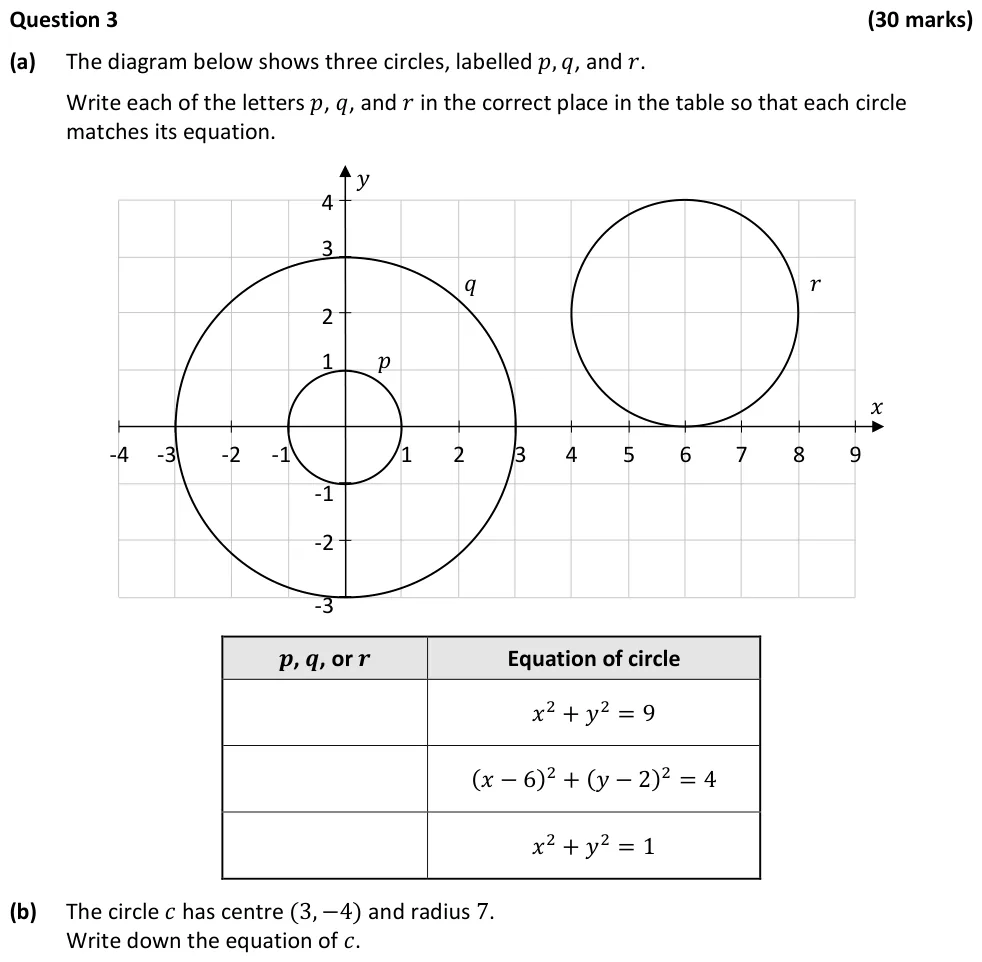 Question 3 (30 marks)
(a) The diagram below shows three circles, labelled p, q, and r.
Write each of the letters p, q, and r in the correct place in the table so that each circle
matches its equation.
y
4
3
q
r
2
1
p
x
-4 -3 -2 -1 1 2 3 4 5 6 7 8 9
-1
-2
-3
p, q, or r Equation of circle
x² + y² = 9
(x − 6)² + (y − 2)² = 4
x² + y² = 1
(b) The circle c has centre (3, −4) and radius 7.
Write down the equation of c.